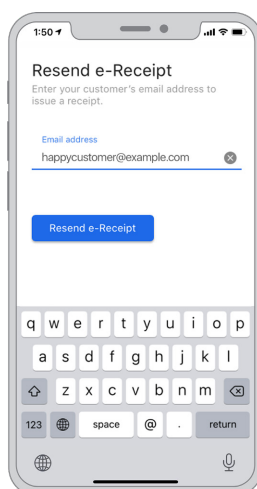 1:50
Resend e-Receipt
Enter your customer's email address to
issue a receipt.
Email address
happycustomer@example.com
Resend e-Receipt
q w e r t y u i o p
a s d f g h j k l
z x c v b n m
123 space @ . return